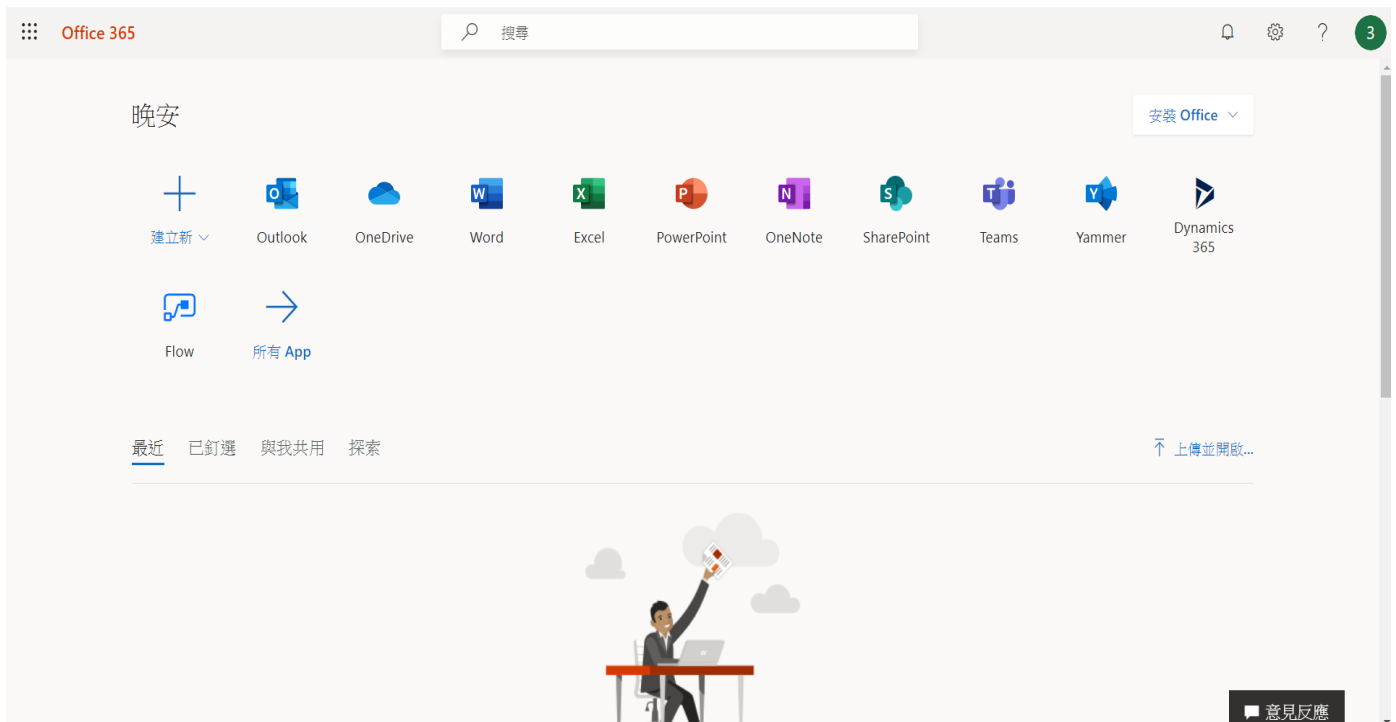 Office 365
搜尋
3
晚安
安裝 Office
建立新
Outlook
OneDrive
Word
Excel
PowerPoint
OneNote
SharePoint
Teams
Yammer
Dynamics
365
Flow
所有 App
最近 已釘選 與我共用 探索
上傳並開啟...
意見反應